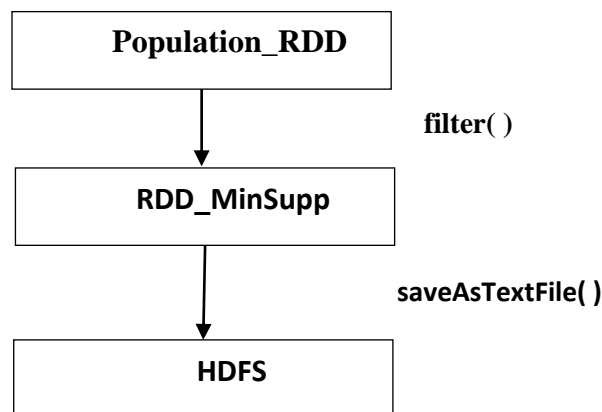 Population_RDD
filter( )
RDD_MinSupp
saveAsTextFile( )
HDFS